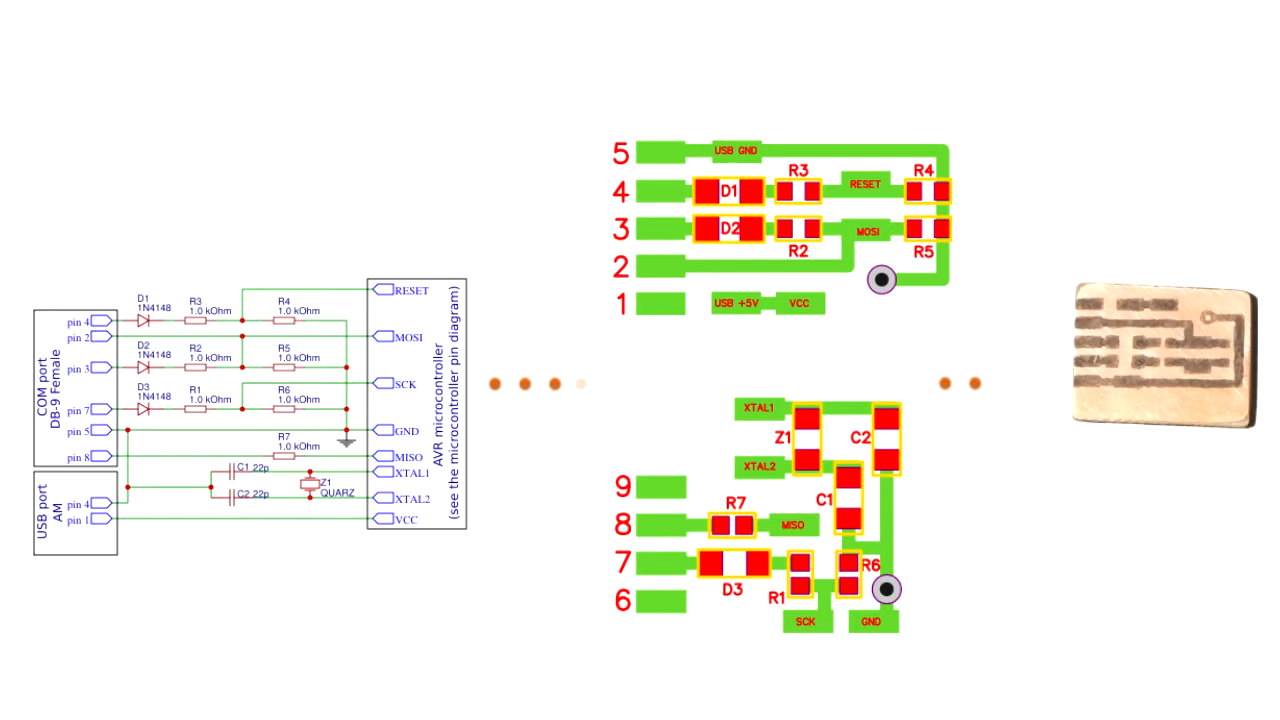 COM port
DB-9 Female
pin 4
pin 2
pin 3
pin 7
pin 5
pin 8
USB port
AM
pin 4
pin 1
D1
1N4148
R3
1.0 kOhm
R4
1.0 kOhm
D2
1N4148
R2
1.0 kOhm
R5
1.0 kOhm
D3
1N4148
R1
1.0 kOhm
R6
1.0 kOhm
R7
1.0 kOhm
C1 22p
C2 22p
Z1
QUARZ
RESET
MOSI
SCK
GND
MISO
XTAL1
XTAL2
VCC
AVR microcontroller
(see the microcontroller pin diagram)
5
USB GND
4
D1
R3
RESET
R4
3
D2
R2
MOSI
R5
2
1
USB +5V
VCC
XTAL1
Z1
C2
XTAL2
C1
9
8
R7
MISO
7
D3
R1
R6
6
SCK
GND